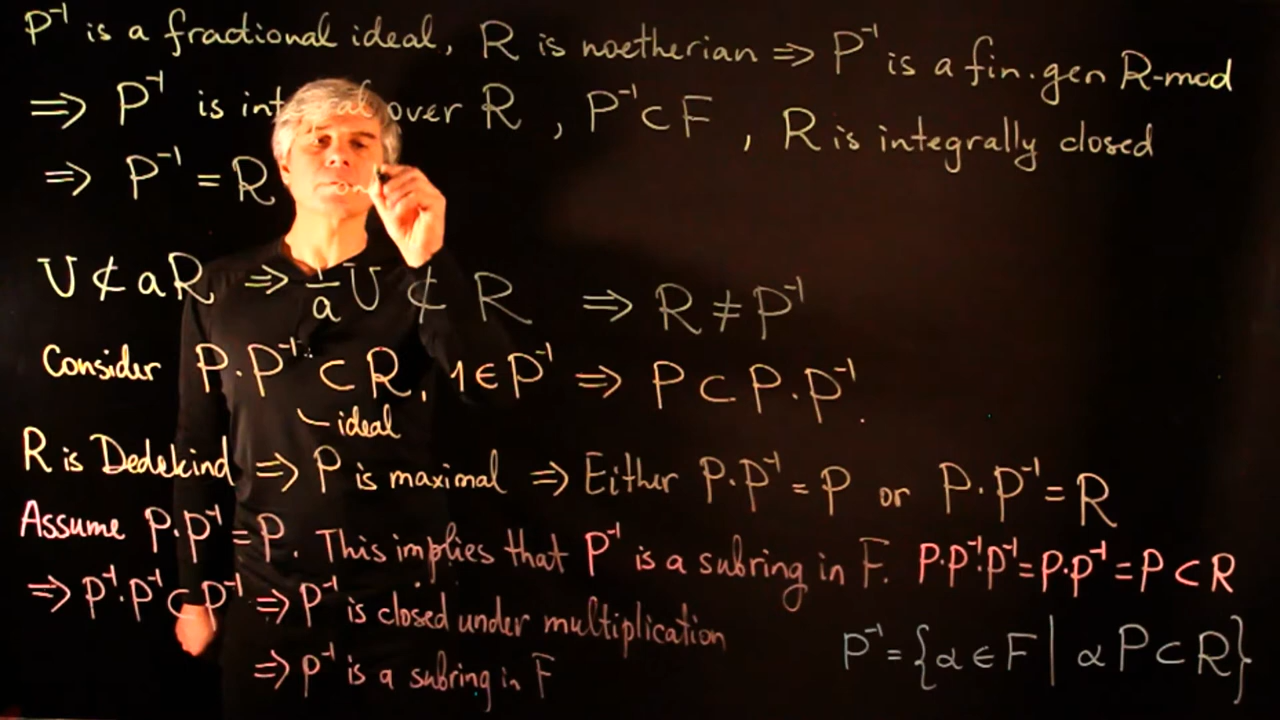 P⁻¹ is a fractional ideal, R is noetherian ⇒ P⁻¹ is a fin. gen R-mod
⇒ P⁻¹ is integral over R, P⁻¹ ⊂ F, R is integrally closed
⇒ P⁻¹ = R
U ⊄ aR ⇒ 1/a U ⊄ R ⇒ R ≠ P⁻¹
Consider P·P⁻¹ ⊂ R, 1 ∈ P⁻¹ ⇒ P ⊂ P·P⁻¹.
ideal
R is Dedekind ⇒ P is maximal ⇒ Either P·P⁻¹ = P or P·P⁻¹ = R
Assume P·P⁻¹ = P. This implies that P⁻¹ is a subring in F. P·P⁻¹·P⁻¹ = P·P⁻¹ = P ⊂ R
⇒ P⁻¹·P⁻¹ ⊂ P⁻¹ ⇒ P⁻¹ is closed under multiplication
⇒ P⁻¹ is a subring in F
P⁻¹ = {α ∈ F | αP ⊂ R}